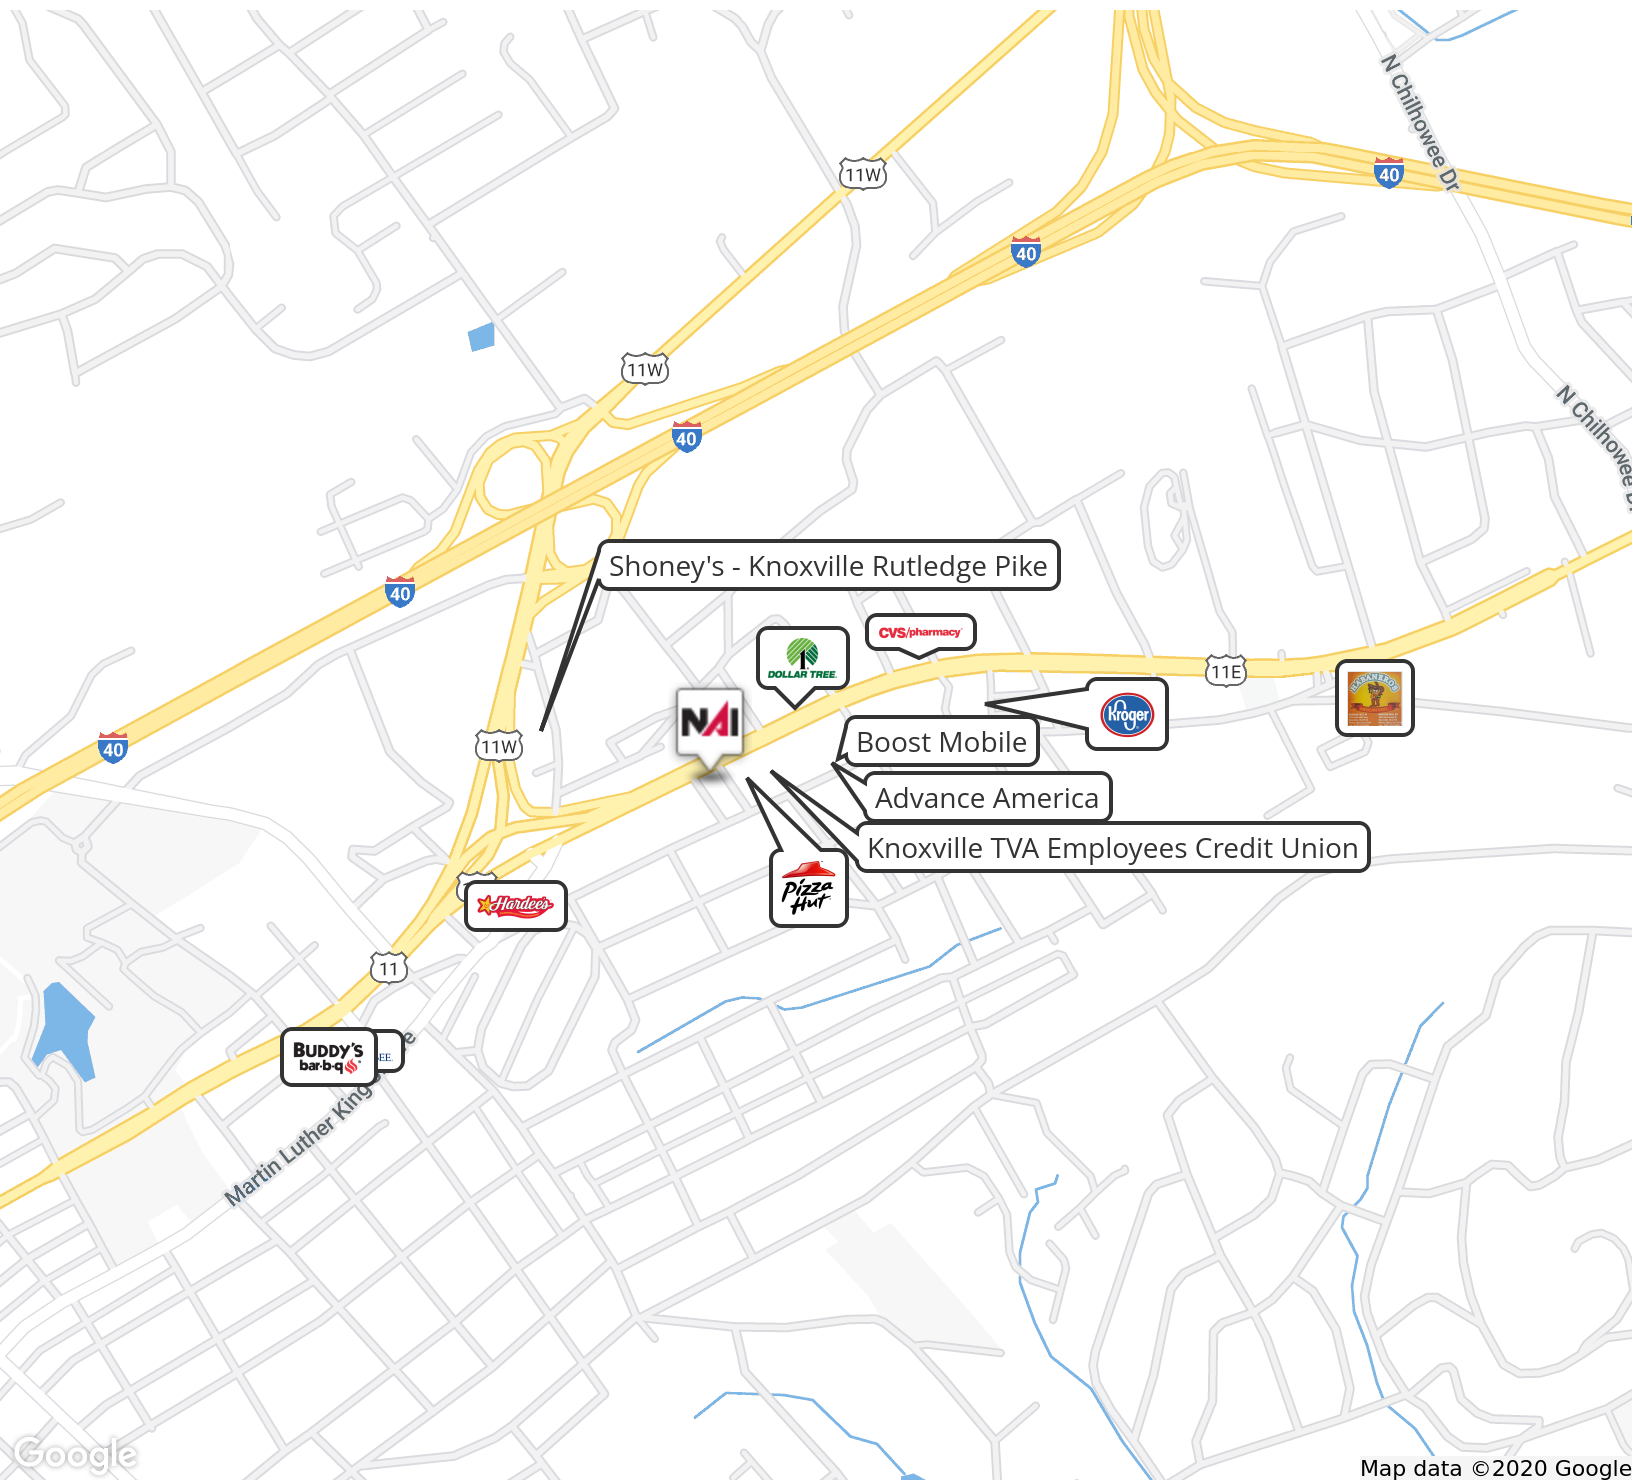 N Chilhowee Dr
11W
40
40
11W
N Chilhowee Dr
40
Shoney's - Knoxville Rutledge Pike
40
CVS/pharmacy
DOLLAR TREE
11E
HABANERO'S
Kroger
NAI
Boost Mobile
11W
40
Advance America
Knoxville TVA Employees Credit Union
Pizza
Hut
Hardee's
11
BUDDY'S
bar·b·q
EE.
Martin Luther King
e
Google
Map data ©2020 Google